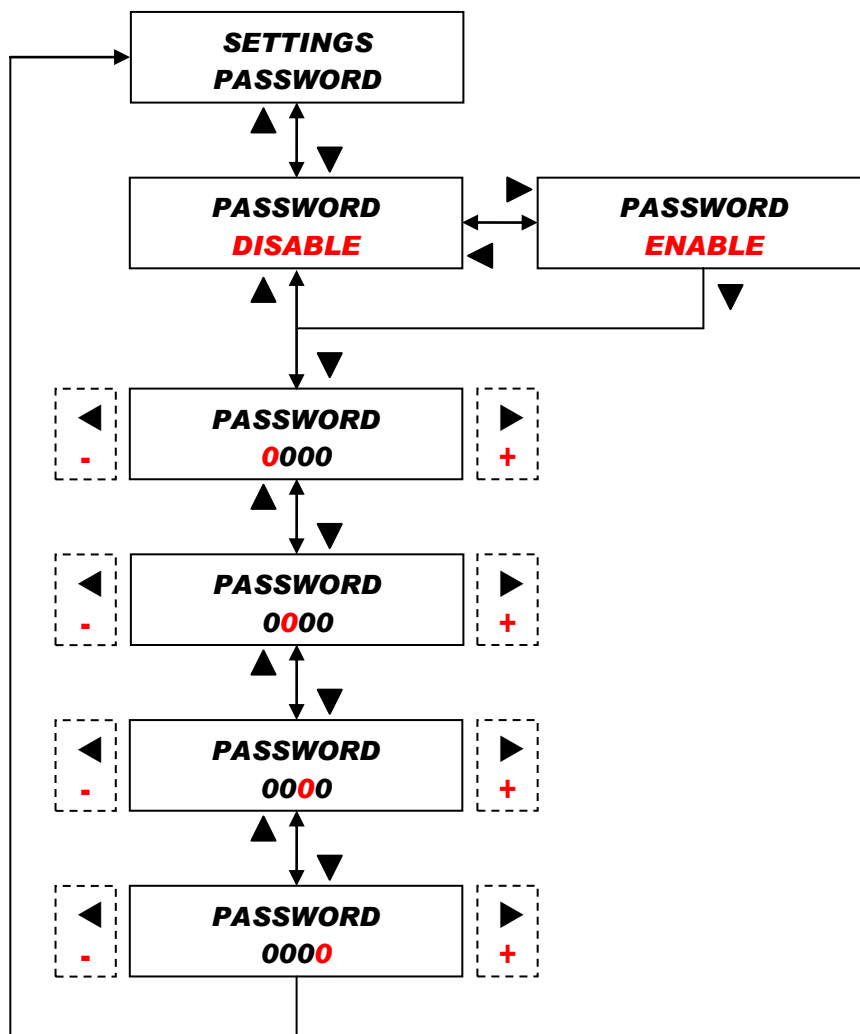 SETTINGS
PASSWORD
PASSWORD
DISABLE
PASSWORD
ENABLE
PASSWORD
0000
-
+
PASSWORD
0000
-
+
PASSWORD
0000
-
+
PASSWORD
0000
-
+